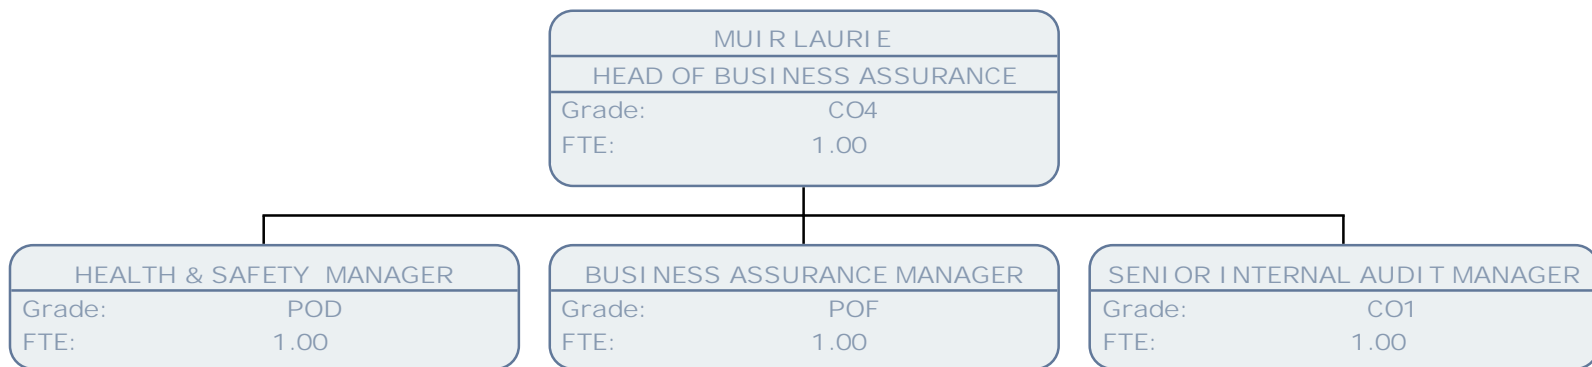 MUIR LAURIE
HEAD OF BUSINESS ASSURANCE
Grade: CO4
FTE: 1.00
HEALTH & SAFETY MANAGER
Grade: POD
FTE: 1.00
BUSINESS ASSURANCE MANAGER
Grade: POF
FTE: 1.00
SENIOR INTERNAL AUDIT MANAGER
Grade: CO1
FTE: 1.00